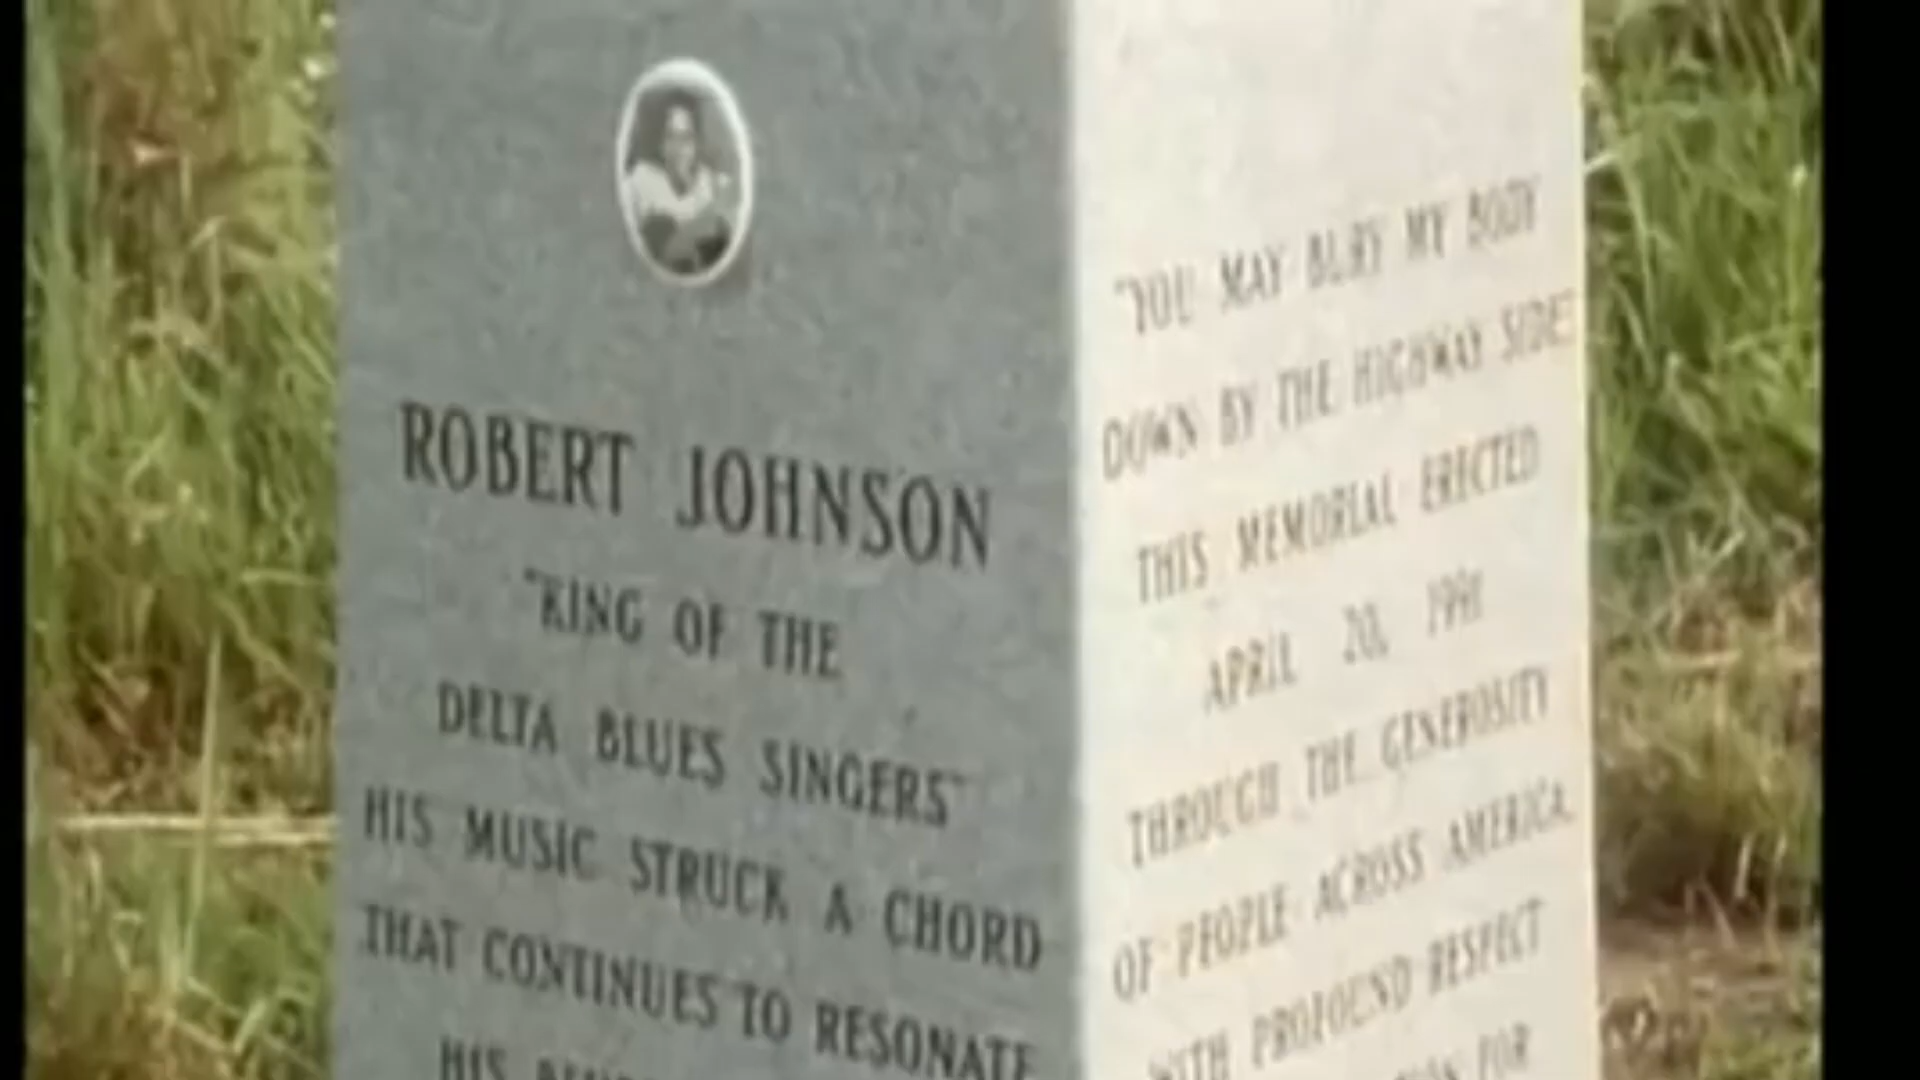 ROBERT JOHNSON
"KING OF THE
DELTA BLUES SINGERS"
HIS MUSIC STRUCK A CHORD
THAT CONTINUES TO RESONATE
HIS
"YOU MAY BURY MY BODY
DOWN BY THE HIGHWAY SIDE"
THIS MEMORIAL ERECTED
APRIL 20, 1991
THROUGH THE GENEROSITY
OF PEOPLE ACROSS AMERICA.
WITH PROFOUND RESPECT
FOR